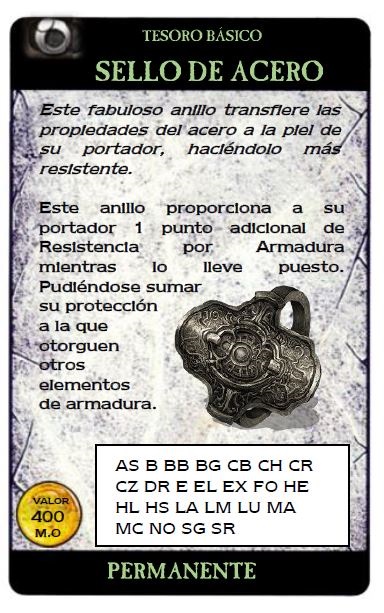 TESORO BÁSICO
SELLO DE ACERO
Este fabuloso anillo transfiere las
propiedades del acero a la piel de
su portador, haciéndolo más
resistente.
Este anillo proporciona a su
portador 1 punto adicional de
Resistencia por Armadura
mientras lo lleve puesto.
Pudiéndose sumar
su protección
a la que
otorguen
otros
elementos
de armadura.
AS B BB BG CB CH CR
CZ DR E EL EX FO HE
HL HS LA LM LU MA
MC NO SG SR
VALOR
400
M.O
PERMANENTE